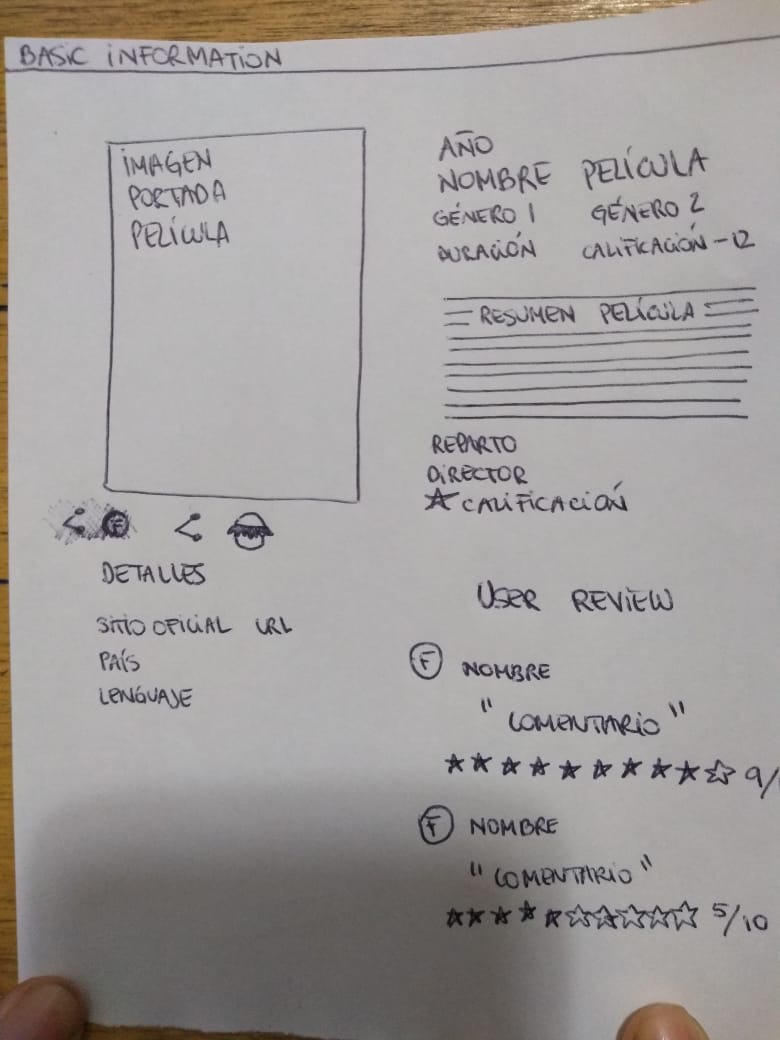 BASIC INFORMATION
IMAGEN
PORTADA
PELÍCULA
F
DETALLES
SITIO OFICIAL URL
PAÍS
LENGUAJE
AÑO
NOMBRE PELÍCULA
GÉNERO 1 GÉNERO 2
DURACIÓN CALIFICACIÓN -12
RESUMEN PELÍCULA
REPARTO
DIRECTOR
CALIFICACIÓN
USER REVIEW
F NOMBRE
"COMENTARIO"
9/
F NOMBRE
"COMENTARIO"
5/10